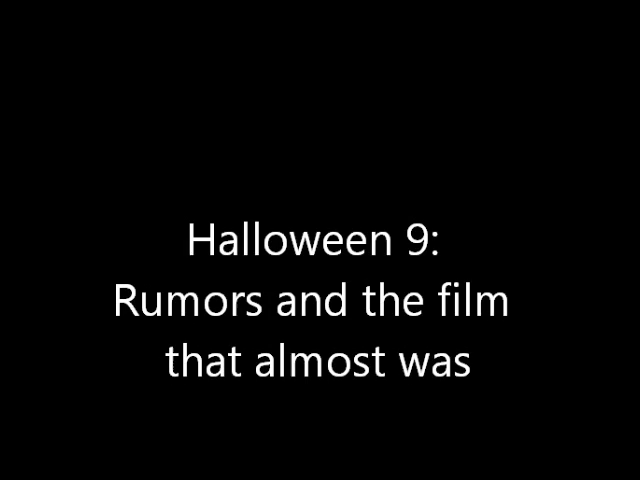 Halloween 9:
Rumors and the film
that almost was